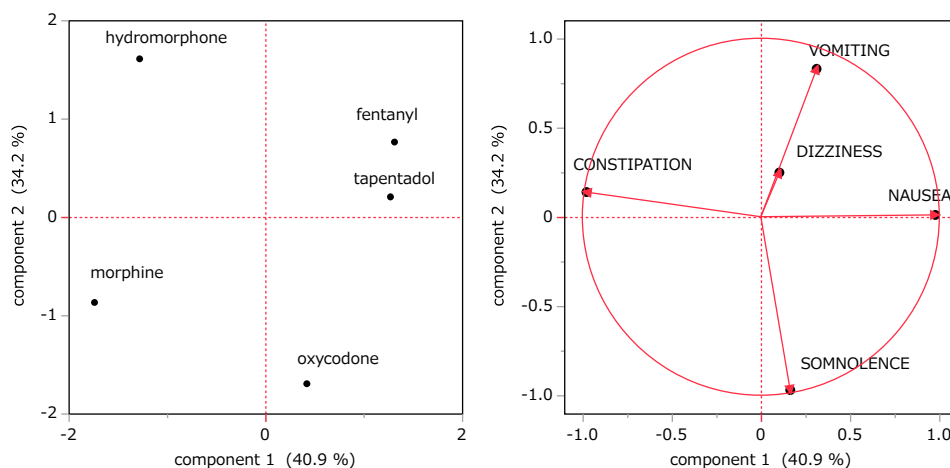 2
hydromorphone
1
fentanyl
tapentadol
0
morphine
-1
oxycodone
-2
-2
0
2
component 1 (40.9 %)
component 2 (34.2 %)
1.0
VOMITING
0.5
DIZZINESS
CONSTIPATION
NAUSEA
0
-0.5
SOMNOLENCE
-1.0
-1.0
-0.5
0
0.5
1.0
component 1 (40.9 %)
component 2 (34.2 %)